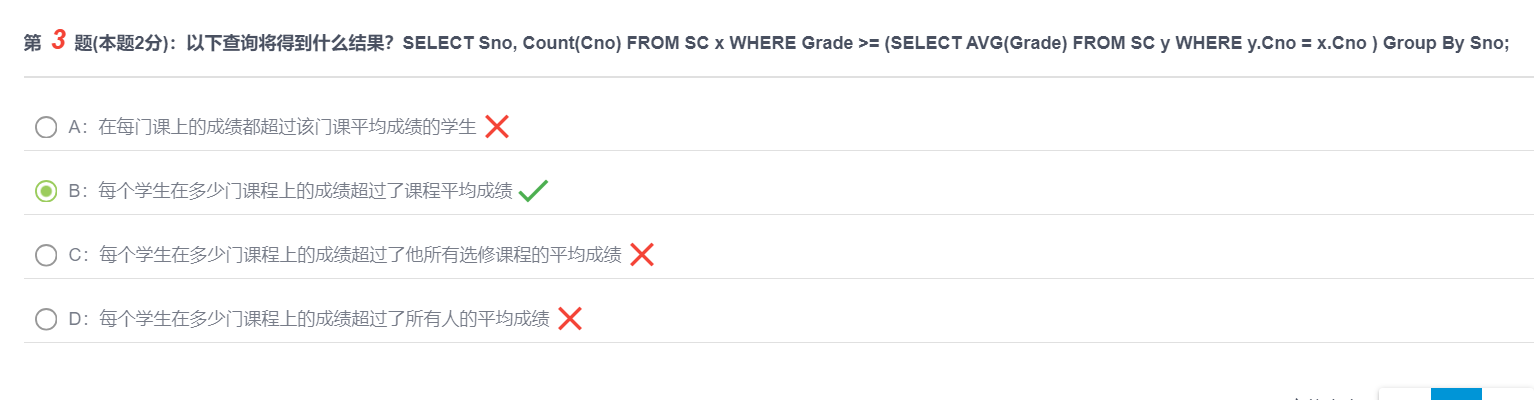 第 3 题(本题2分)：以下查询将得到什么结果？SELECT Sno, Count(Cno) FROM SC x WHERE Grade >= (SELECT AVG(Grade) FROM SC y WHERE y.Cno = x.Cno ) Group By Sno;
A：在每门课上的成绩都超过该门课平均成绩的学生
B：每个学生在多少门课程上的成绩超过了课程平均成绩
C：每个学生在多少门课程上的成绩超过了他所有选修课程的平均成绩
D：每个学生在多少门课程上的成绩超过了所有人的平均成绩